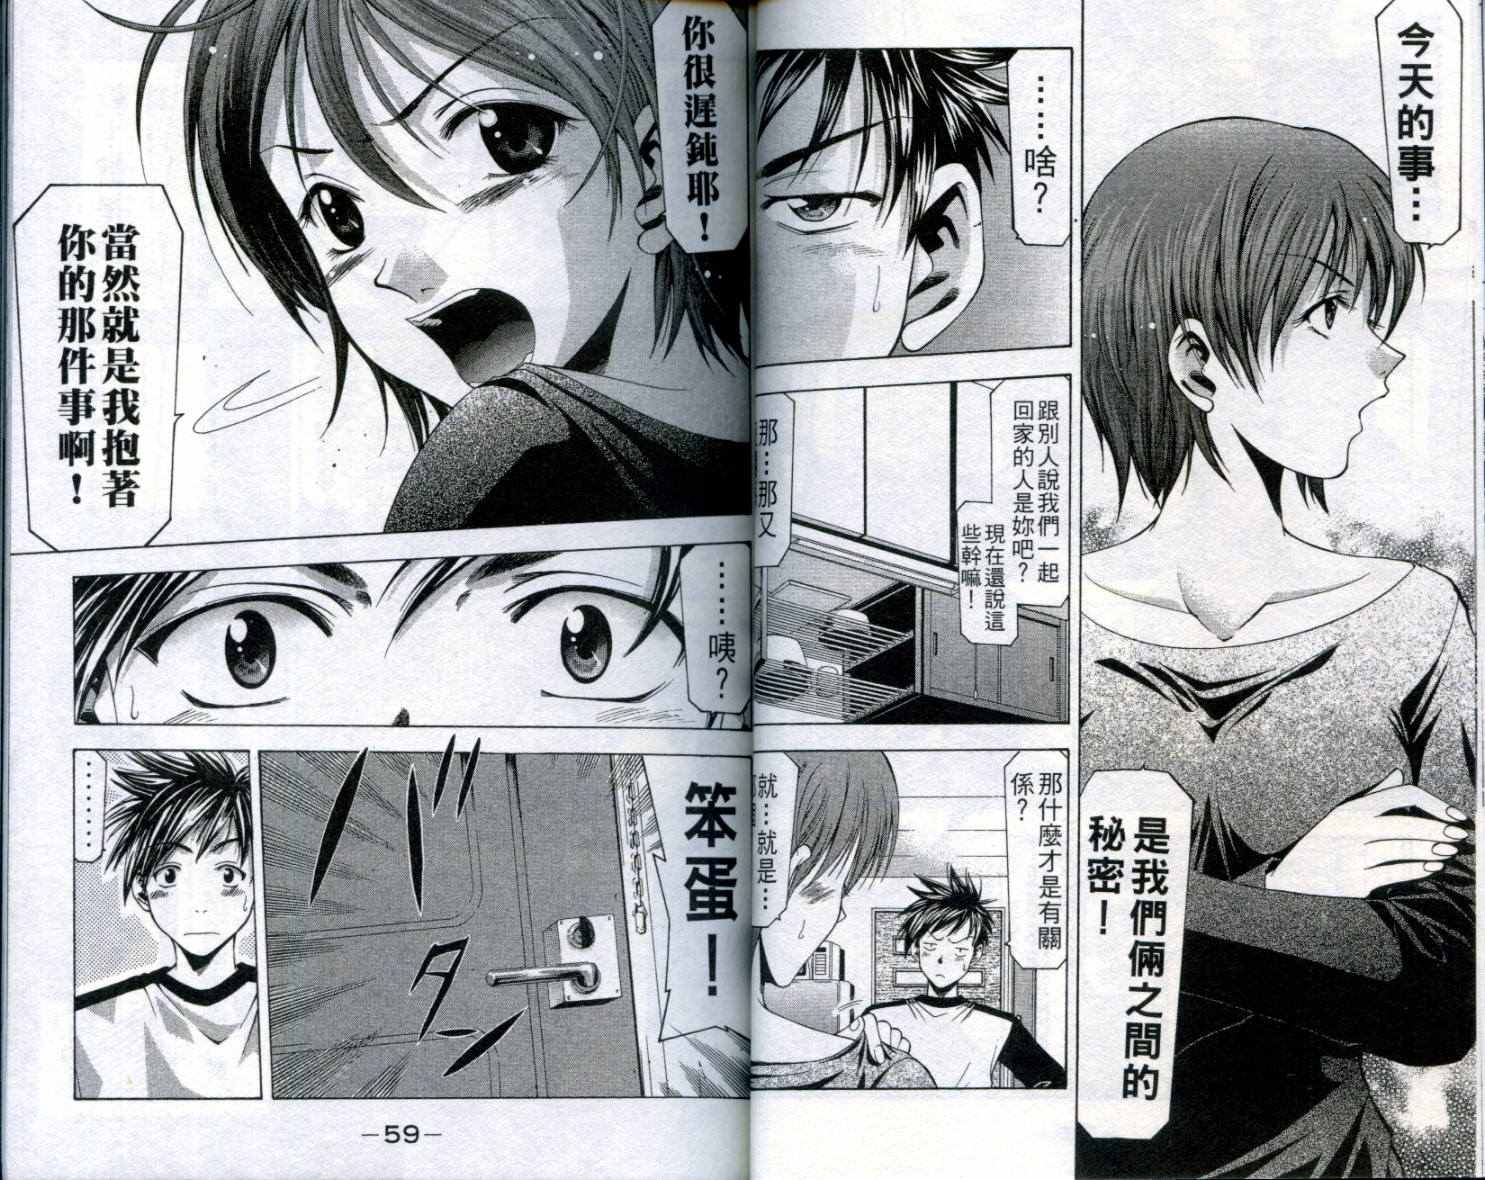 今天的事…
是我們倆之間的
秘密！
……啥？
跟別人說我們一起
回家的人是妳吧？
現在還說這
些幹嘛！
那…那又
那什麼才是有關
係？
就…就是…
你很遲鈍耶！
當然就是我抱著
你的那件事啊！
……咦？
笨蛋！
バタン
………
－59－